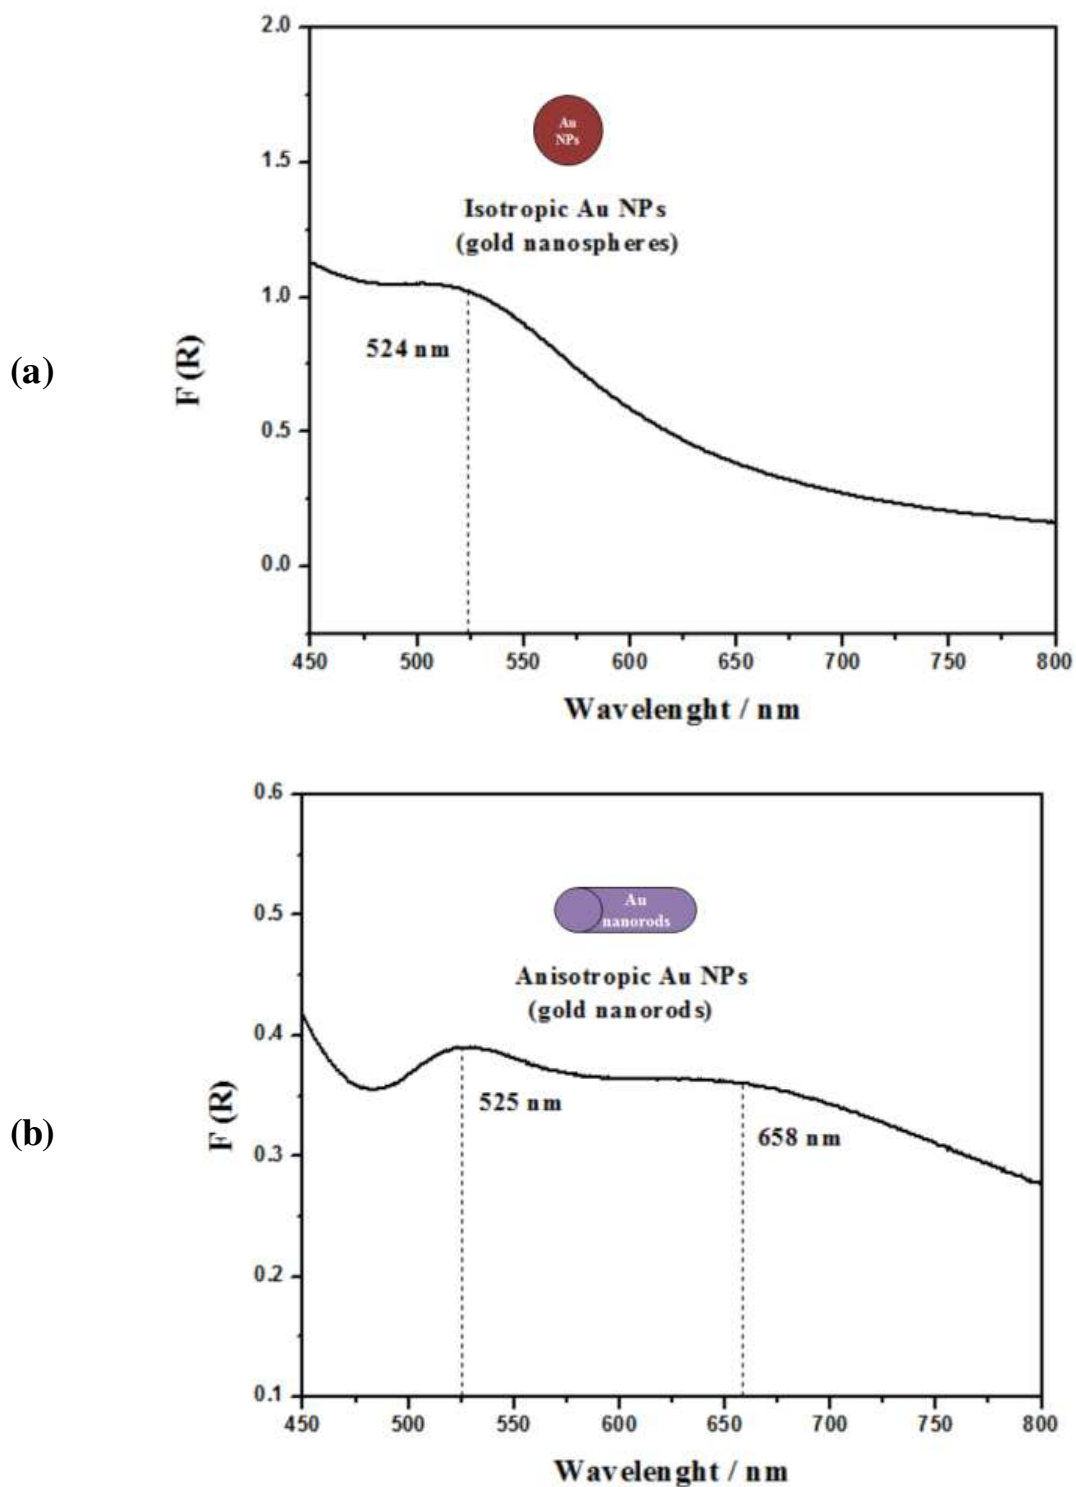 2.0
Au
NPs
1.5
Isotropic Au NPs
(gold nanospheres)
1.0
524 nm
(a)
F (R)
0.5
0.0
450 500 550 600 650 700 750 800
Wavelenght / nm
0.6
Au
nanorods
0.5
Anisotropic Au NPs
(gold nanorods)
0.4
525 nm
(b)
F (R)
658 nm
0.3
0.2
0.1
450 500 550 600 650 700 750 800
Wavelenght / nm